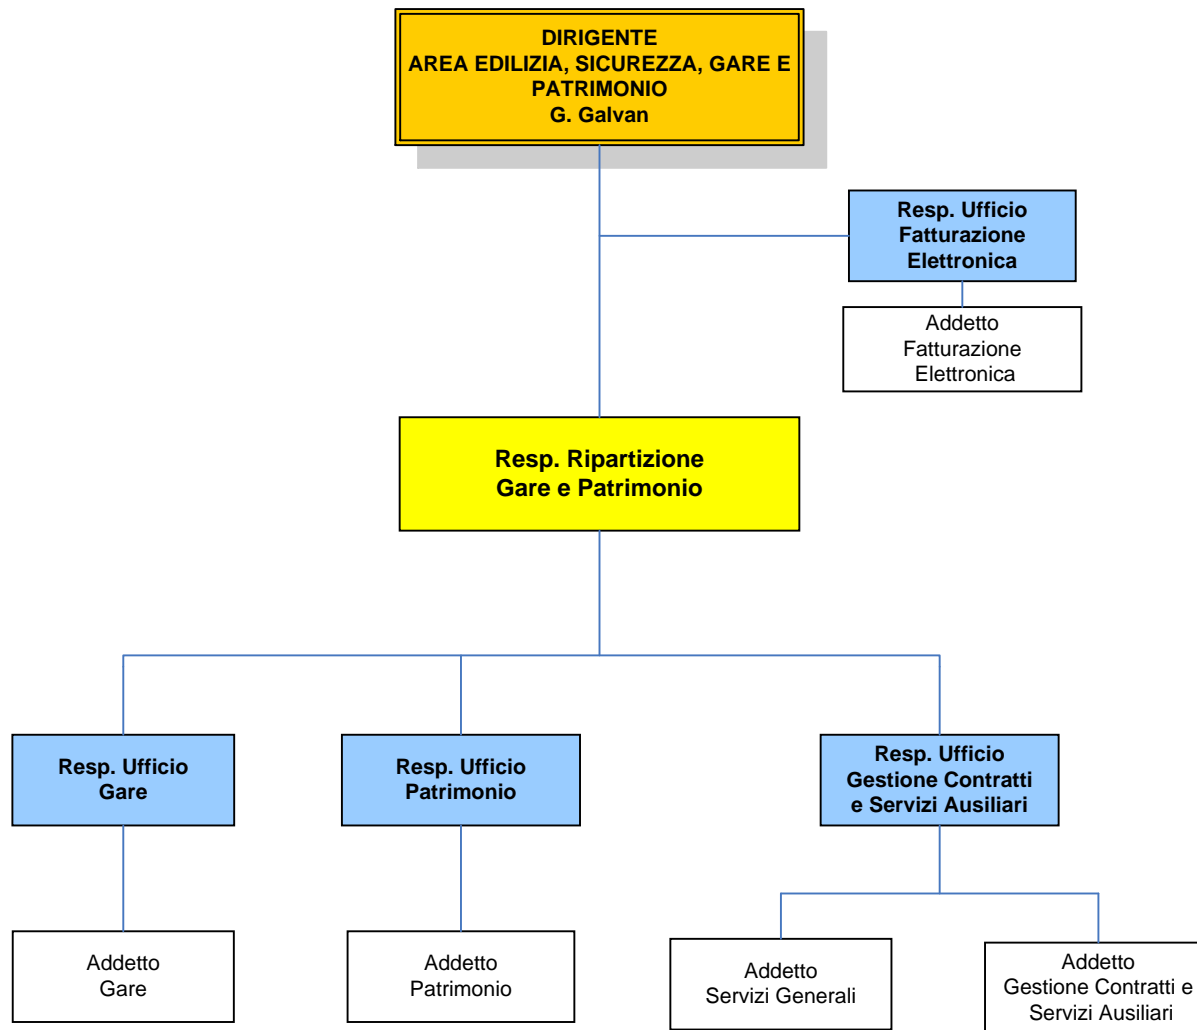 DIRIGENTE
AREA EDILIZIA, SICUREZZA, GARE E
PATRIMONIO
G. Galvan
Resp. Ufficio
Fatturazione
Elettronica
Addetto
Fatturazione
Elettronica
Resp. Ripartizione
Gare e Patrimonio
Resp. Ufficio
Gare
Resp. Ufficio
Patrimonio
Resp. Ufficio
Gestione Contratti
e Servizi Ausiliari
Addetto
Gare
Addetto
Patrimonio
Addetto
Servizi Generali
Addetto
Gestione Contratti e
Servizi Ausiliari